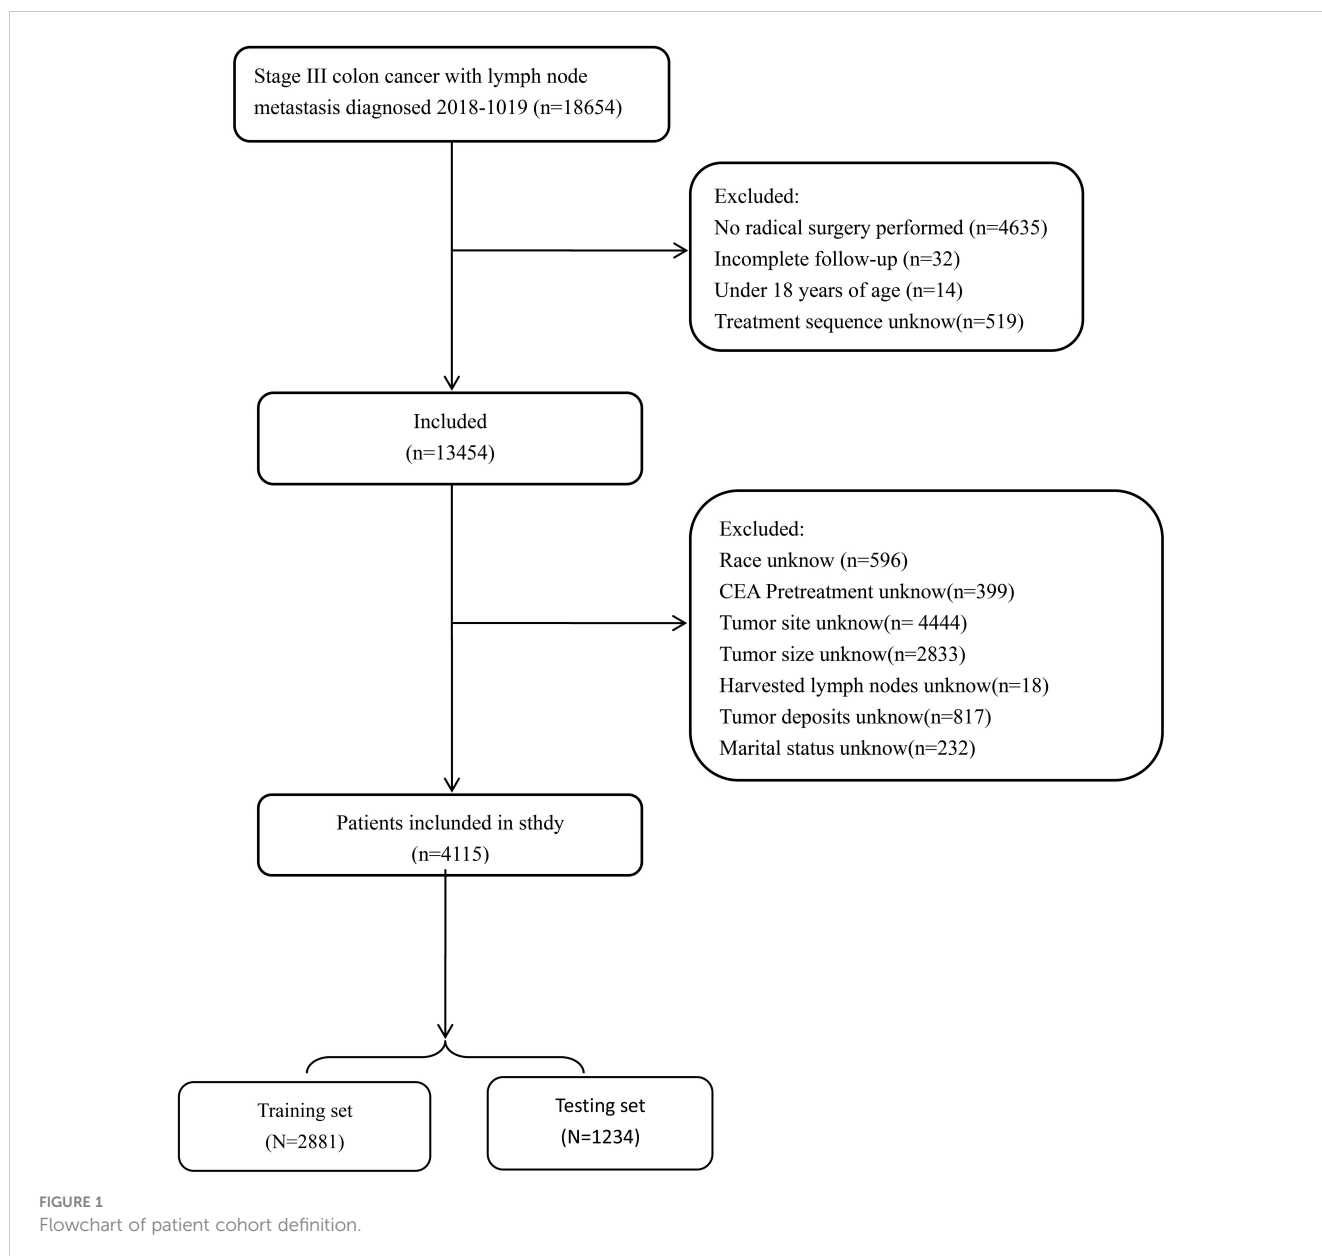 Stage III colon cancer with lymph node
metastasis diagnosed 2018-1019 (n=18654)
Excluded:
No radical surgery performed (n=4635)
Incomplete follow-up (n=32)
Under 18 years of age (n=14)
Treatment sequence unknow(n=519)
Included
(n=13454)
Excluded:
Race unknow (n=596)
CEA Pretreatment unknow(n=399)
Tumor site unknow(n= 4444)
Tumor size unknow(n=2833)
Harvested lymph nodes unknow(n=18)
Tumor deposits unknow(n=817)
Marital status unknow(n=232)
Patients inclunded in sthdy
(n=4115)
Training set
(N=2881)
Testing set
(N=1234)
FIGURE 1
Flowchart of patient cohort definition.